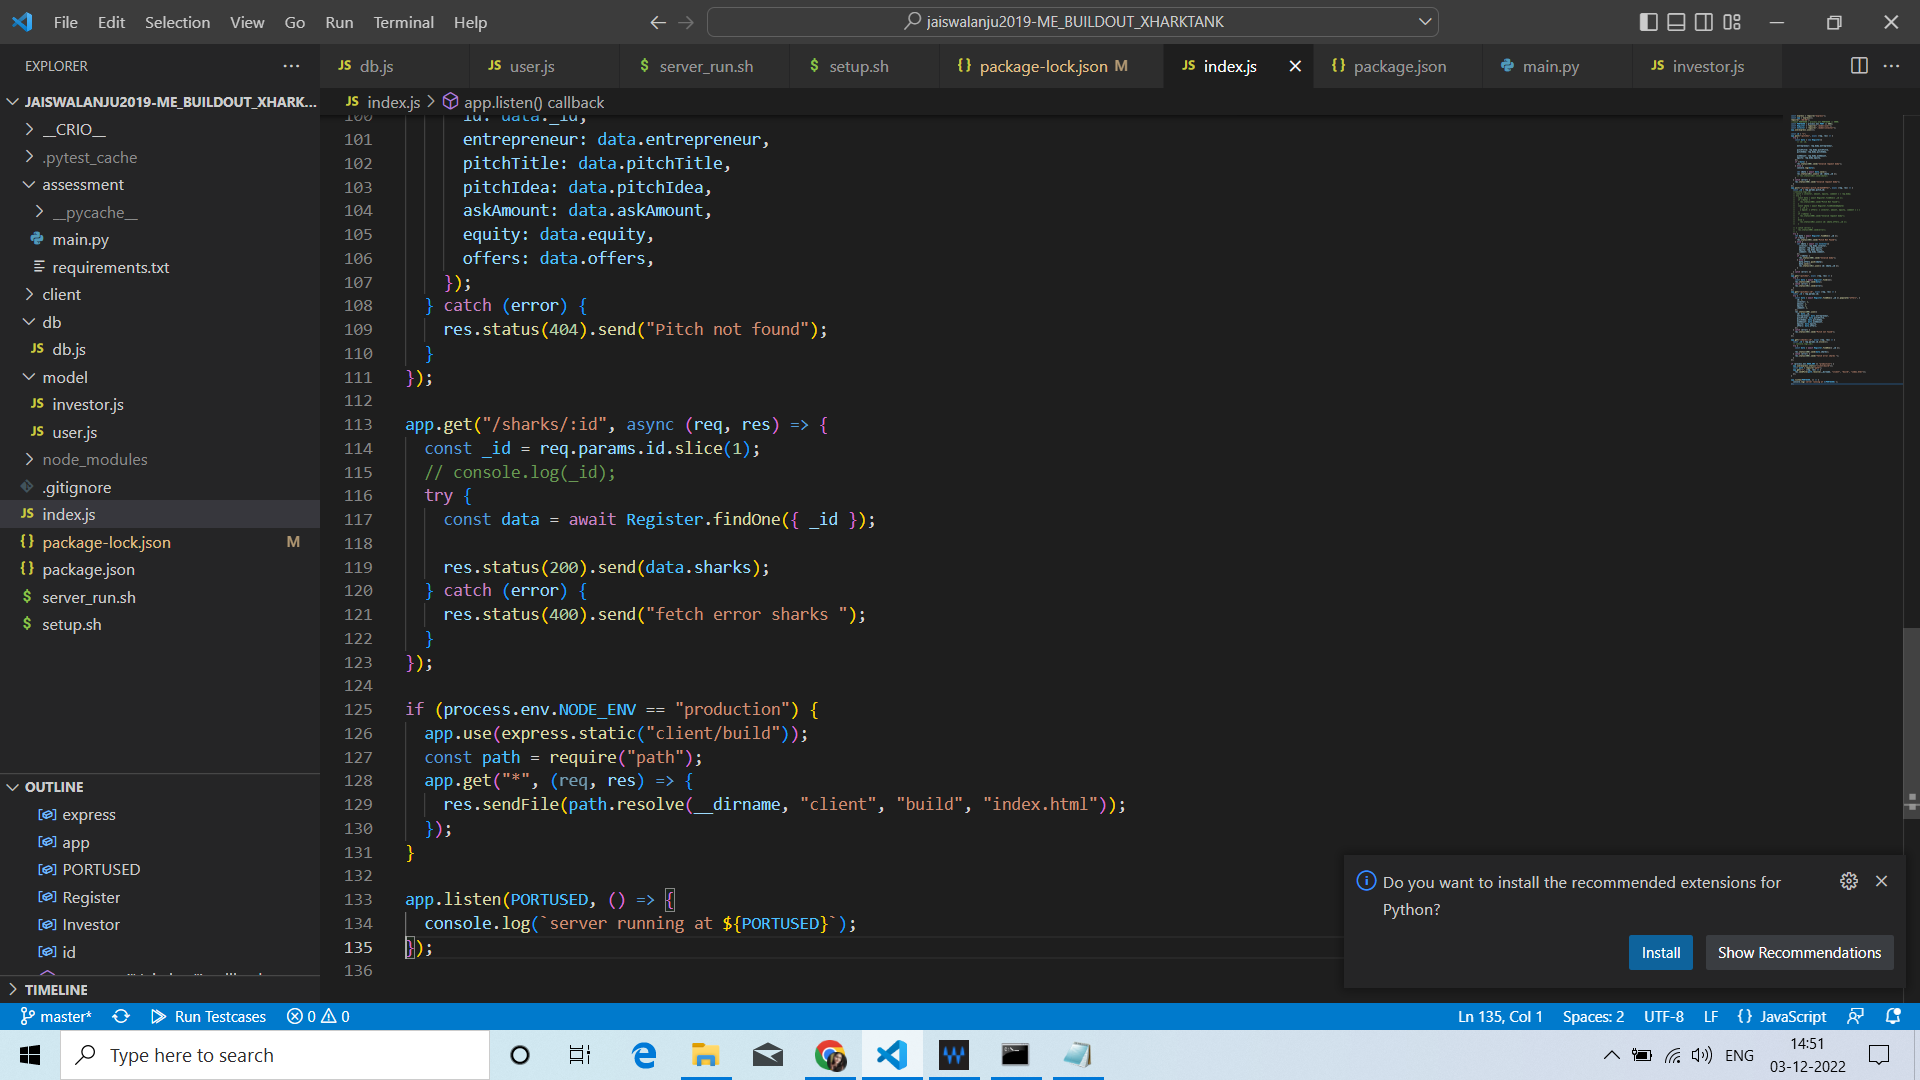 File Edit Selection View Go Run Terminal Help
jaiswalanju2019-ME_BUILDOUT_XHARKTANK
EXPLORER
JAISWALANJU2019-ME_BUILDOUT_XHARK...
__CRIO__
.pytest_cache
assessment
__pycache__
main.py
requirements.txt
client
db
JS db.js
model
JS investor.js
JS user.js
node_modules
.gitignore
JS index.js
{} package-lock.json M
{} package.json
$ server_run.sh
$ setup.sh
OUTLINE
express
app
PORTUSED
Register
Investor
id
TIMELINE
JS db.js JS user.js $ server_run.sh $ setup.sh {} package-lock.json M JS index.js {} package.json main.py JS investor.js
JS index.js > app.listen() callback
100 id: data._id,
101 entrepreneur: data.entrepreneur,
102 pitchTitle: data.pitchTitle,
103 pitchIdea: data.pitchIdea,
104 askAmount: data.askAmount,
105 equity: data.equity,
106 offers: data.offers,
107 });
108 } catch (error) {
109 res.status(404).send("Pitch not found");
110 }
111 });
112
113 app.get("/sharks/:id", async (req, res) => {
114 const _id = req.params.id.slice(1);
115 // console.log(_id);
116 try {
117 const data = await Register.findOne({ _id });
118
119 res.status(200).send(data.sharks);
120 } catch (error) {
121 res.status(400).send("fetch error sharks ");
122 }
123 });
124
125 if (process.env.NODE_ENV == "production") {
126 app.use(express.static("client/build"));
127 const path = require("path");
128 app.get("*", (req, res) => {
129 res.sendFile(path.resolve(__dirname, "client", "build", "index.html"));
130 });
131 }
132
133 app.listen(PORTUSED, () => {
134 console.log(`server running at ${PORTUSED}`);
135 });
136
Do you want to install the recommended extensions for
Python?
Install Show Recommendations
master* Run Testcases 0 0 Ln 135, Col 1 Spaces: 2 UTF-8 LF {} JavaScript
Type here to search
ENG
14:51
03-12-2022